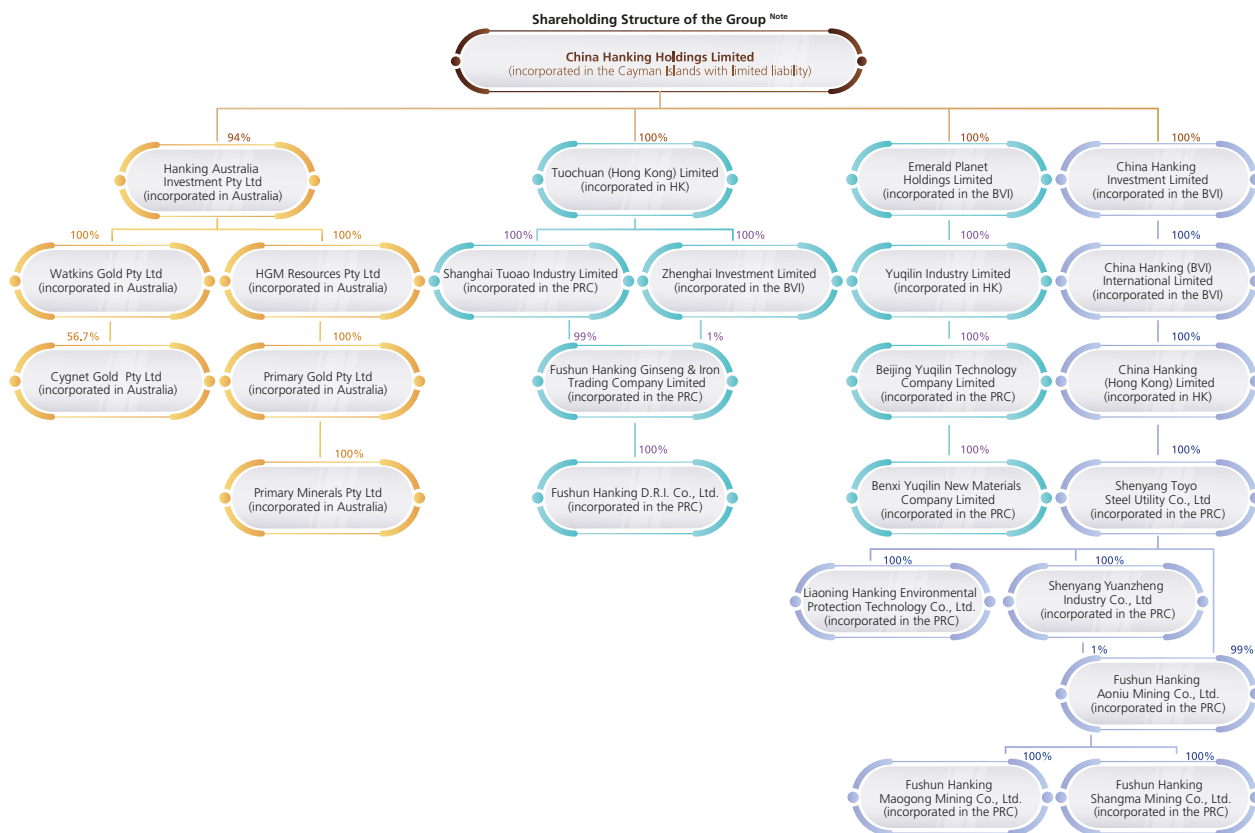 Shareholding Structure of the Group Note
China Hanking Holdings Limited
(incorporated in the Cayman Islands with limited liability)
94%
100%
100%
100%
Hanking Australia
Investment Pty Ltd
(incorporated in Australia)
Tuochuan (Hong Kong) Limited
(incorporated in HK)
Emerald Planet
Holdings Limited
(incorporated in the BVI)
China Hanking
Investment Limited
(incorporated in the BVI)
100%
100%
100%
100%
100%
100%
Watkins Gold Pty Ltd
(incorporated in Australia)
HGM Resources Pty Ltd
(incorporated in Australia)
Shanghai Tuoao Industry Limited
(incorporated in the PRC)
Zhenghai Investment Limited
(incorporated in the BVI)
Yuqilin Industry Limited
(incorporated in HK)
China Hanking (BVI)
International Limited
(incorporated in the BVI)
56.7%
100%
99%
1%
100%
100%
Cygnet Gold Pty Ltd
(incorporated in Australia)
Primary Gold Pty Ltd
(incorporated in Australia)
Fushun Hanking Ginseng & Iron
Trading Company Limited
(incorporated in the PRC)
Beijing Yuqilin Technology
Company Limited
(incorporated in the PRC)
China Hanking
(Hong Kong) Limited
(incorporated in HK)
100%
100%
100%
100%
Primary Minerals Pty Ltd
(incorporated in Australia)
Fushun Hanking D.R.I. Co., Ltd.
(incorporated in the PRC)
Benxi Yuqilin New Materials
Company Limited
(incorporated in the PRC)
Shenyang Toyo
Steel Utility Co., Ltd
(incorporated in the PRC)
100%
100%
Liaoning Hanking Environmental
Protection Technology Co., Ltd.
(incorporated in the PRC)
Shenyang Yuanzheng
Industry Co., Ltd
(incorporated in the PRC)
1%
99%
Fushun Hanking
Aoniu Mining Co., Ltd.
(incorporated in the PRC)
100%
100%
Fushun Hanking
Maogong Mining Co., Ltd.
(incorporated in the PRC)
Fushun Hanking
Shangma Mining Co., Ltd.
(incorporated in the PRC)